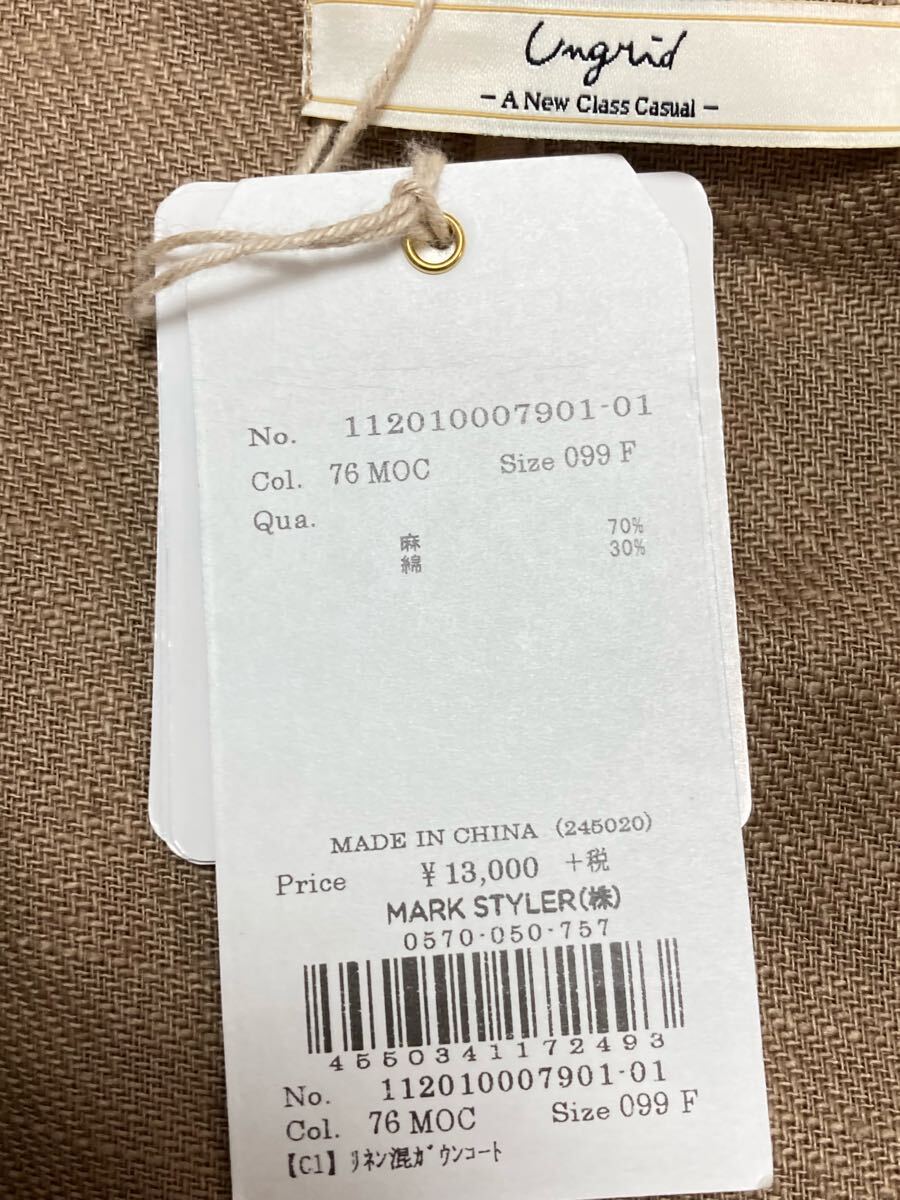 Ungrid
- A New Class Casual -
No. 112010007901-01
Col. 76 MOC Size 099 F
Qua.
麻 70%
綿 30%
MADE IN CHINA (245020)
Price ¥13,000 +税
MARK STYLER(株)
0570-050-757
4550341172493
No. 112010007901-01
Col. 76 MOC Size 099 F
【C1】ﾘﾈﾝ混ｶﾞｳﾝｺｰﾄ